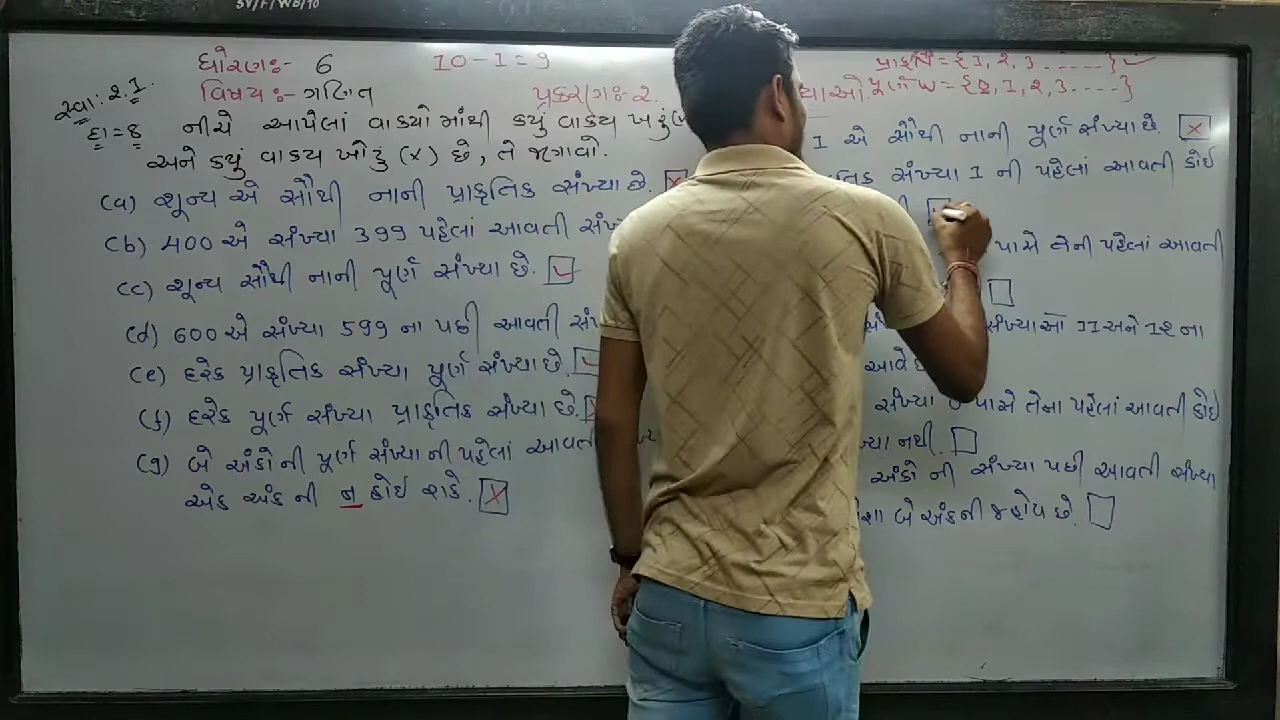 ધોરણઃ- 6
10-1=9
વિષયઃ- ગણિત
પ્રકરણઃ-2.
N = {1, 2, 3 ........} ✓
પૂર્ણ W = {0, 1, 2, 3 ....}
સ્વાઃ 2.1
દા=8 નીચે આપેલાં વાક્યો માંથી કયું વાક્ય
અને કયું વાક્ય ખોટું (x) છે, તે જણાવો.
(a) શૂન્ય એ સૌથી નાની પ્રાકૃતિક સંખ્યા છે.
(b) 400 એ સંખ્યા 399 પહેલાં આવતી
(c) શૂન્ય સૌથી નાની પૂર્ણ સંખ્યા છે. ✓
(d) 600 એ સંખ્યા 599 ના પછી આવતી
(e) દરેક પ્રાકૃતિક સંખ્યા પૂર્ણ સંખ્યા છે. ✓
(f) દરેક પૂર્ણ સંખ્યા પ્રાકૃતિક સંખ્યા છે.
(g) બે અંકોની પૂર્ણ સંખ્યાની પહેલાં આવતી
એક અંક ની ન હોઈ શકે. x
1 એ સૌથી નાની પૂર્ણ સંખ્યા છે. x
સંખ્યા 1 ની પહેલાં આવતી કોઈ
પાસે તેની પહેલાં આવતી
સંખ્યાઓ 11 અને 12 ના
આવે
સંખ્યા 0 પાસે તેના પહેલાં આવતી કોઈ
નથી.
અંકો ની સંખ્યા પછી આવતી સંખ્યા
બે અંકની જ હોય છે.